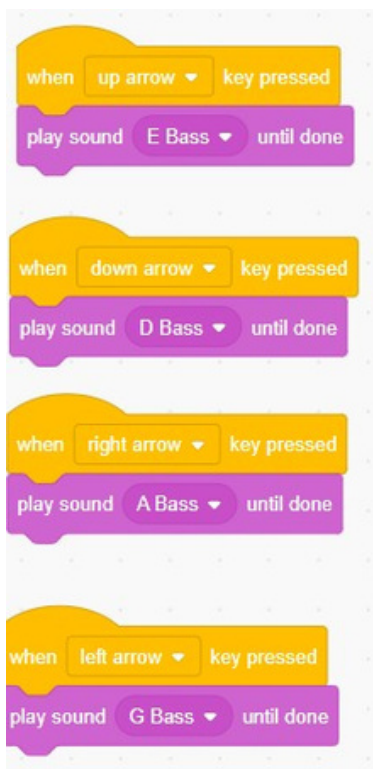 when up arrow key pressed
play sound E Bass until done
when down arrow key pressed
play sound D Bass until done
when right arrow key pressed
play sound A Bass until done
when left arrow key pressed
play sound G Bass until done